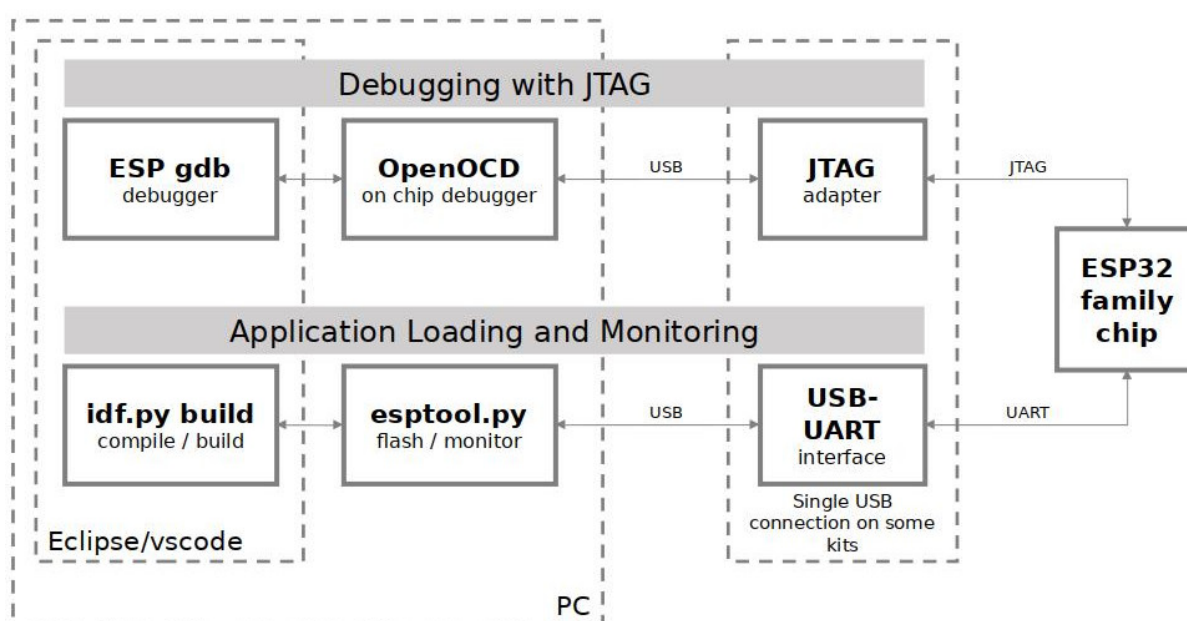 Debugging with JTAG
ESP gdb
debugger
OpenOCD
on chip debugger
USB
JTAG
adapter
JTAG
ESP32
family
chip
Application Loading and Monitoring
idf.py build
compile / build
esptool.py
flash / monitor
USB
USB-
UART
interface
UART
Single USB
connection on some
kits
Eclipse/vscode
PC